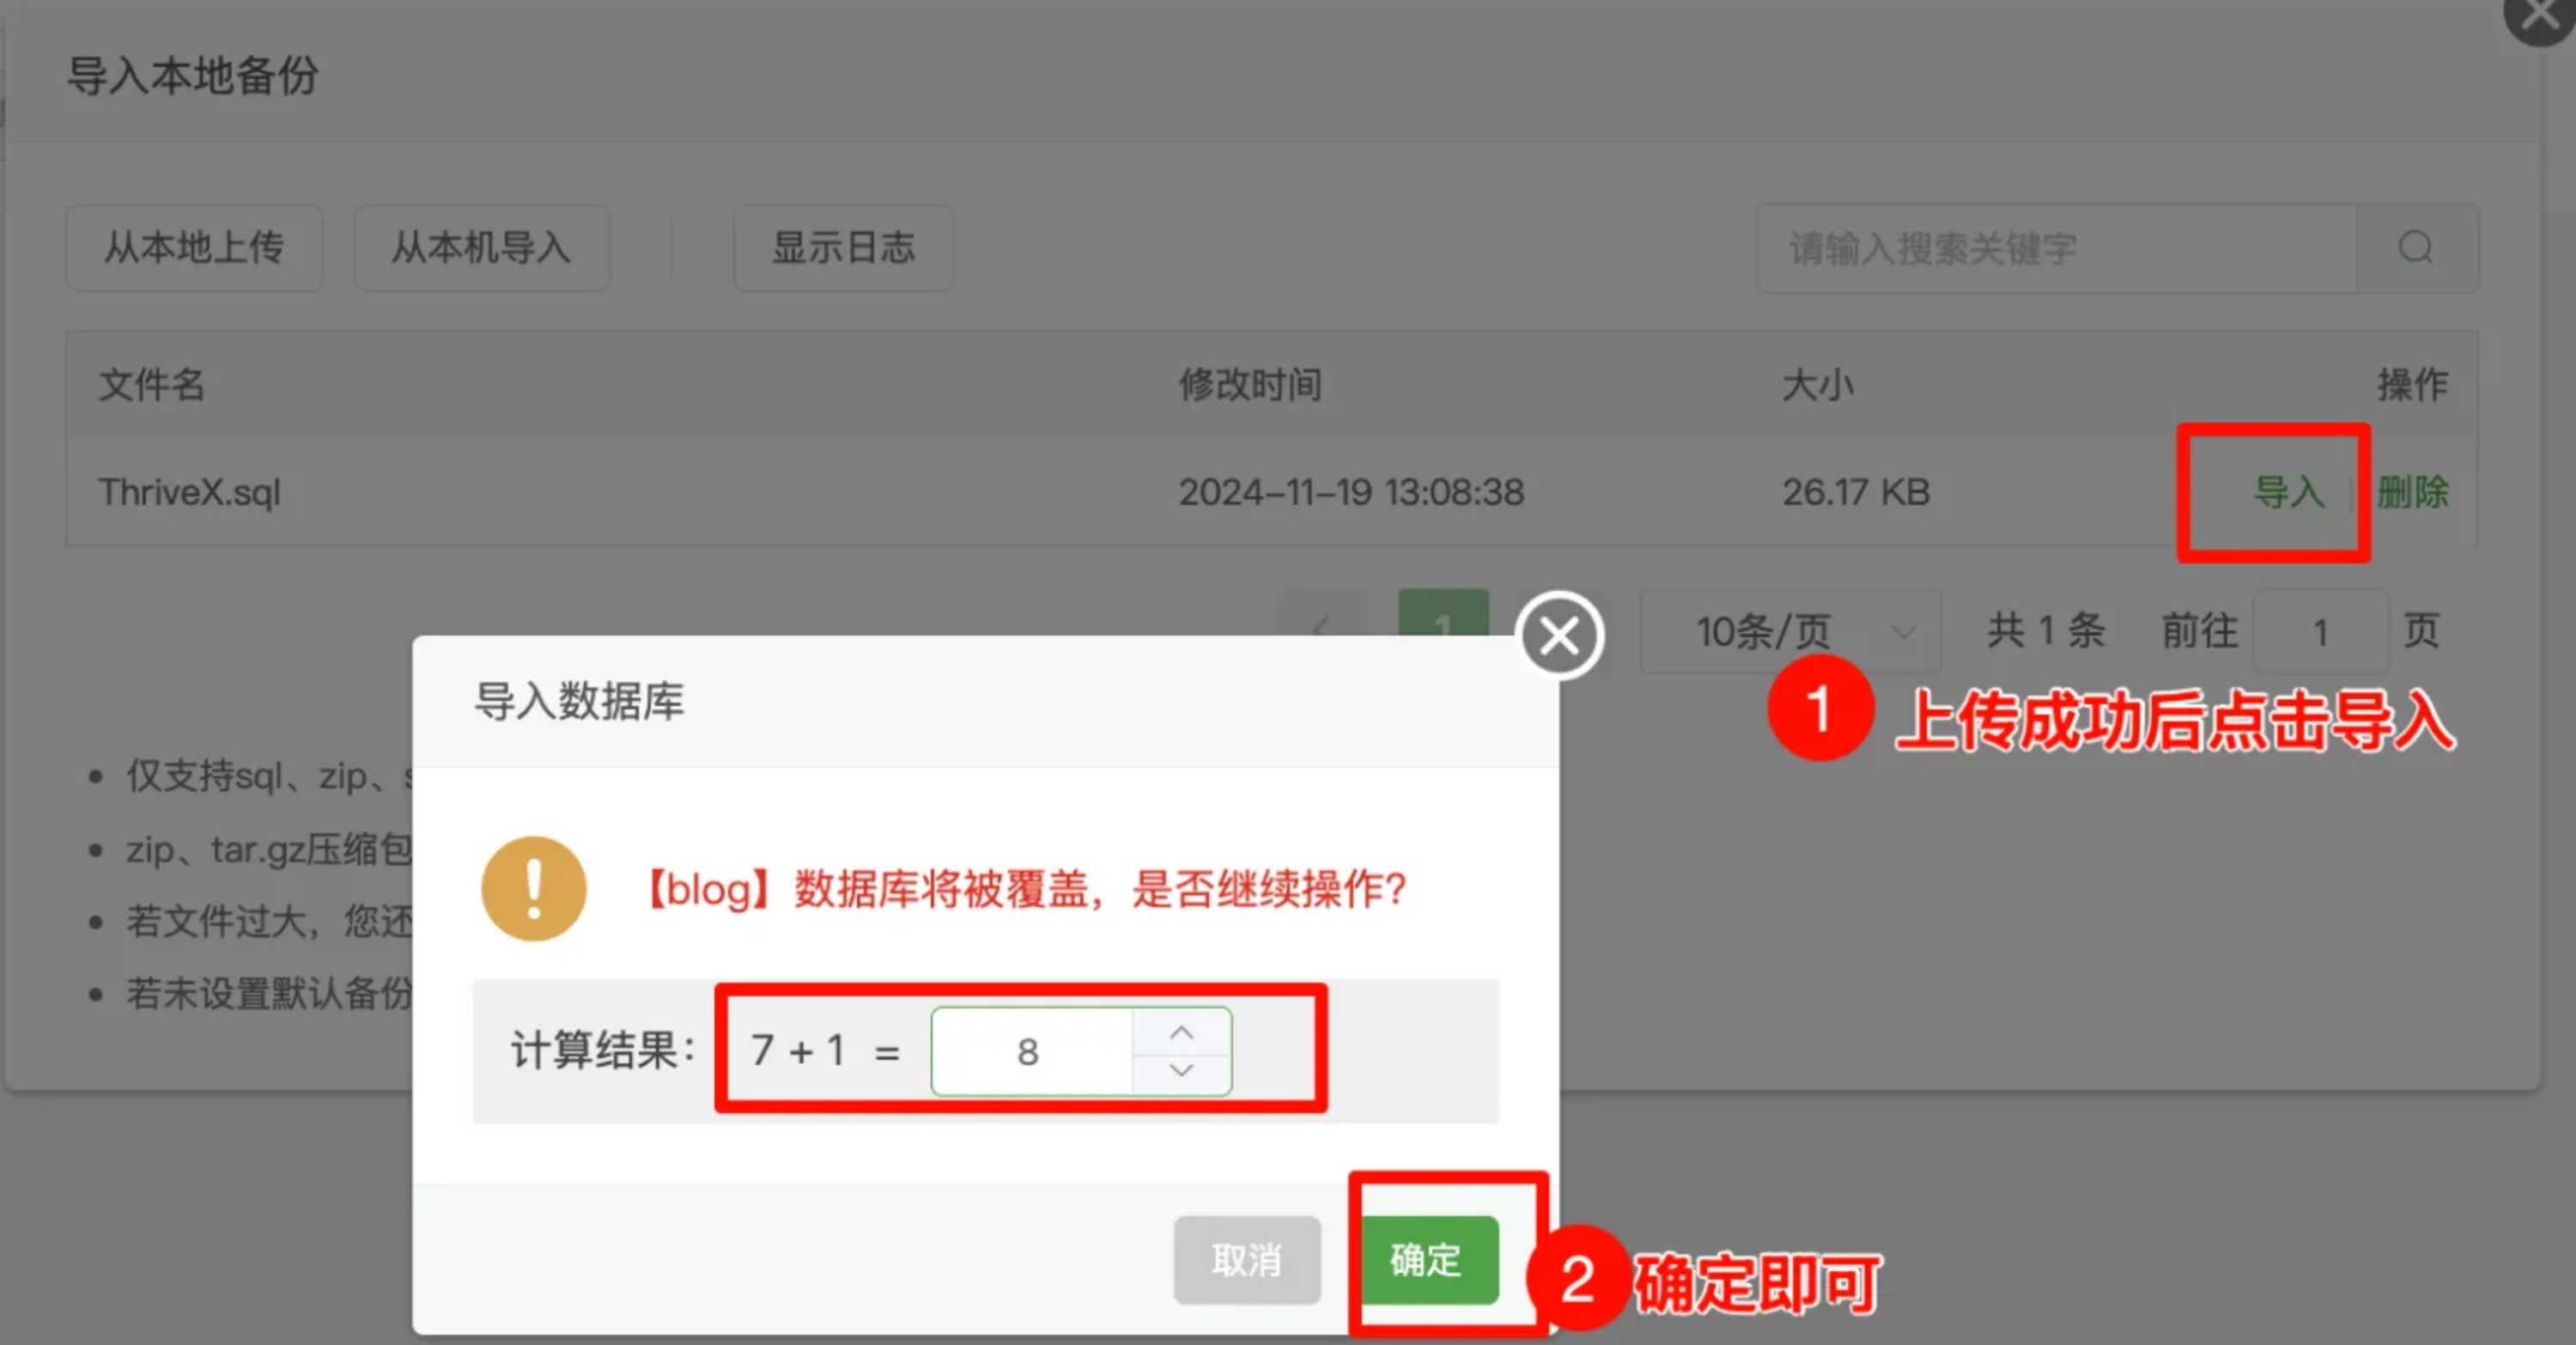 导入本地备份
从本地上传 从本机导入 显示日志 请输入搜索关键字
文件名 修改时间 大小 操作
ThriveX.sql 2024-11-19 13:08:38 26.17 KB 导入 删除
1 10条/页 共 1 条 前往 1 页
1 上传成功后点击导入
仅支持sql、zip、
zip、tar.gz压缩包
若文件过大，您还
若未设置默认备份
导入数据库
【blog】数据库将被覆盖，是否继续操作?
计算结果： 7 + 1 = 8
取消 确定
2 确定即可